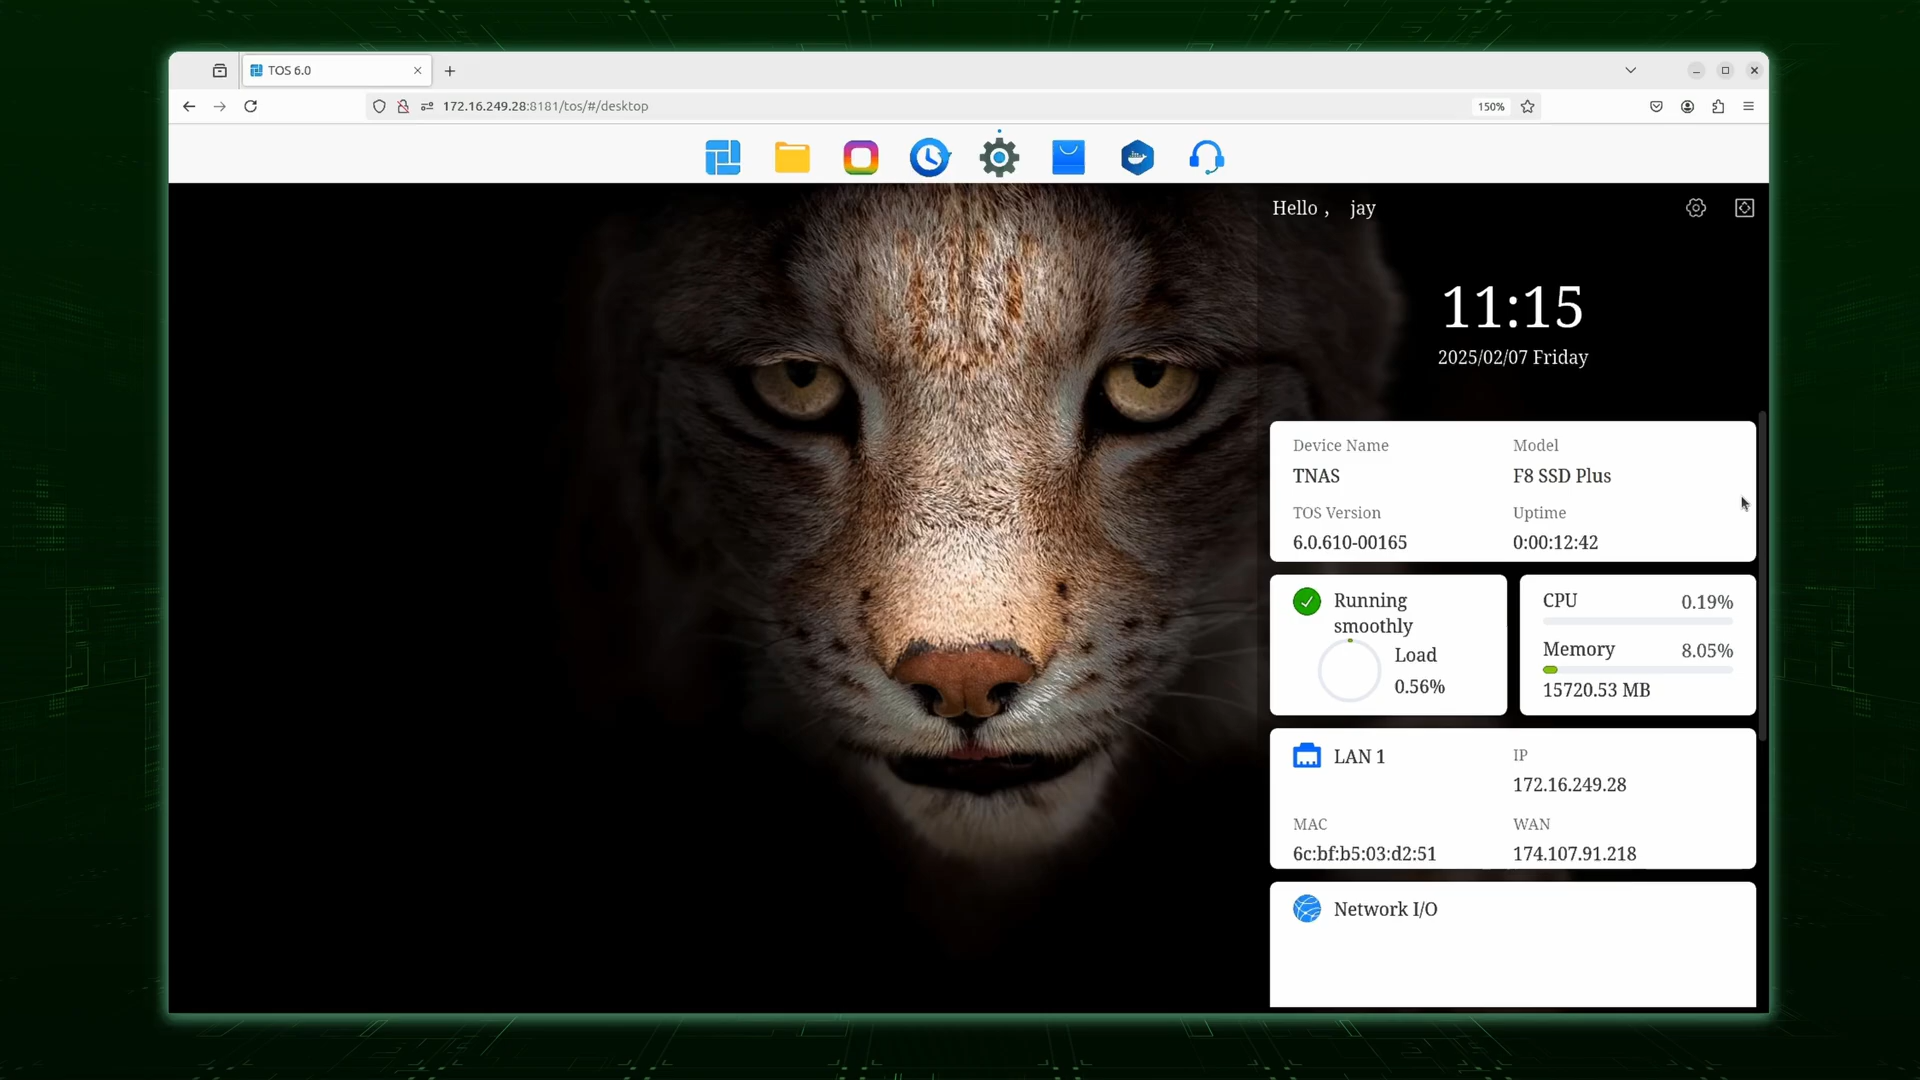 TOS 6.0
172.16.249.28:8181/tos/#/desktop
150%
Hello , jay
11:15
2025/02/07 Friday
Device Name
Model
TNAS
F8 SSD Plus
TOS Version
Uptime
6.0.610-00165
0:00:12:42
Running
smoothly
Load
0.56%
CPU
0.19%
Memory
8.05%
15720.53 MB
LAN 1
IP
172.16.249.28
MAC
WAN
6c:bf:b5:03:d2:51
174.107.91.218
Network I/O